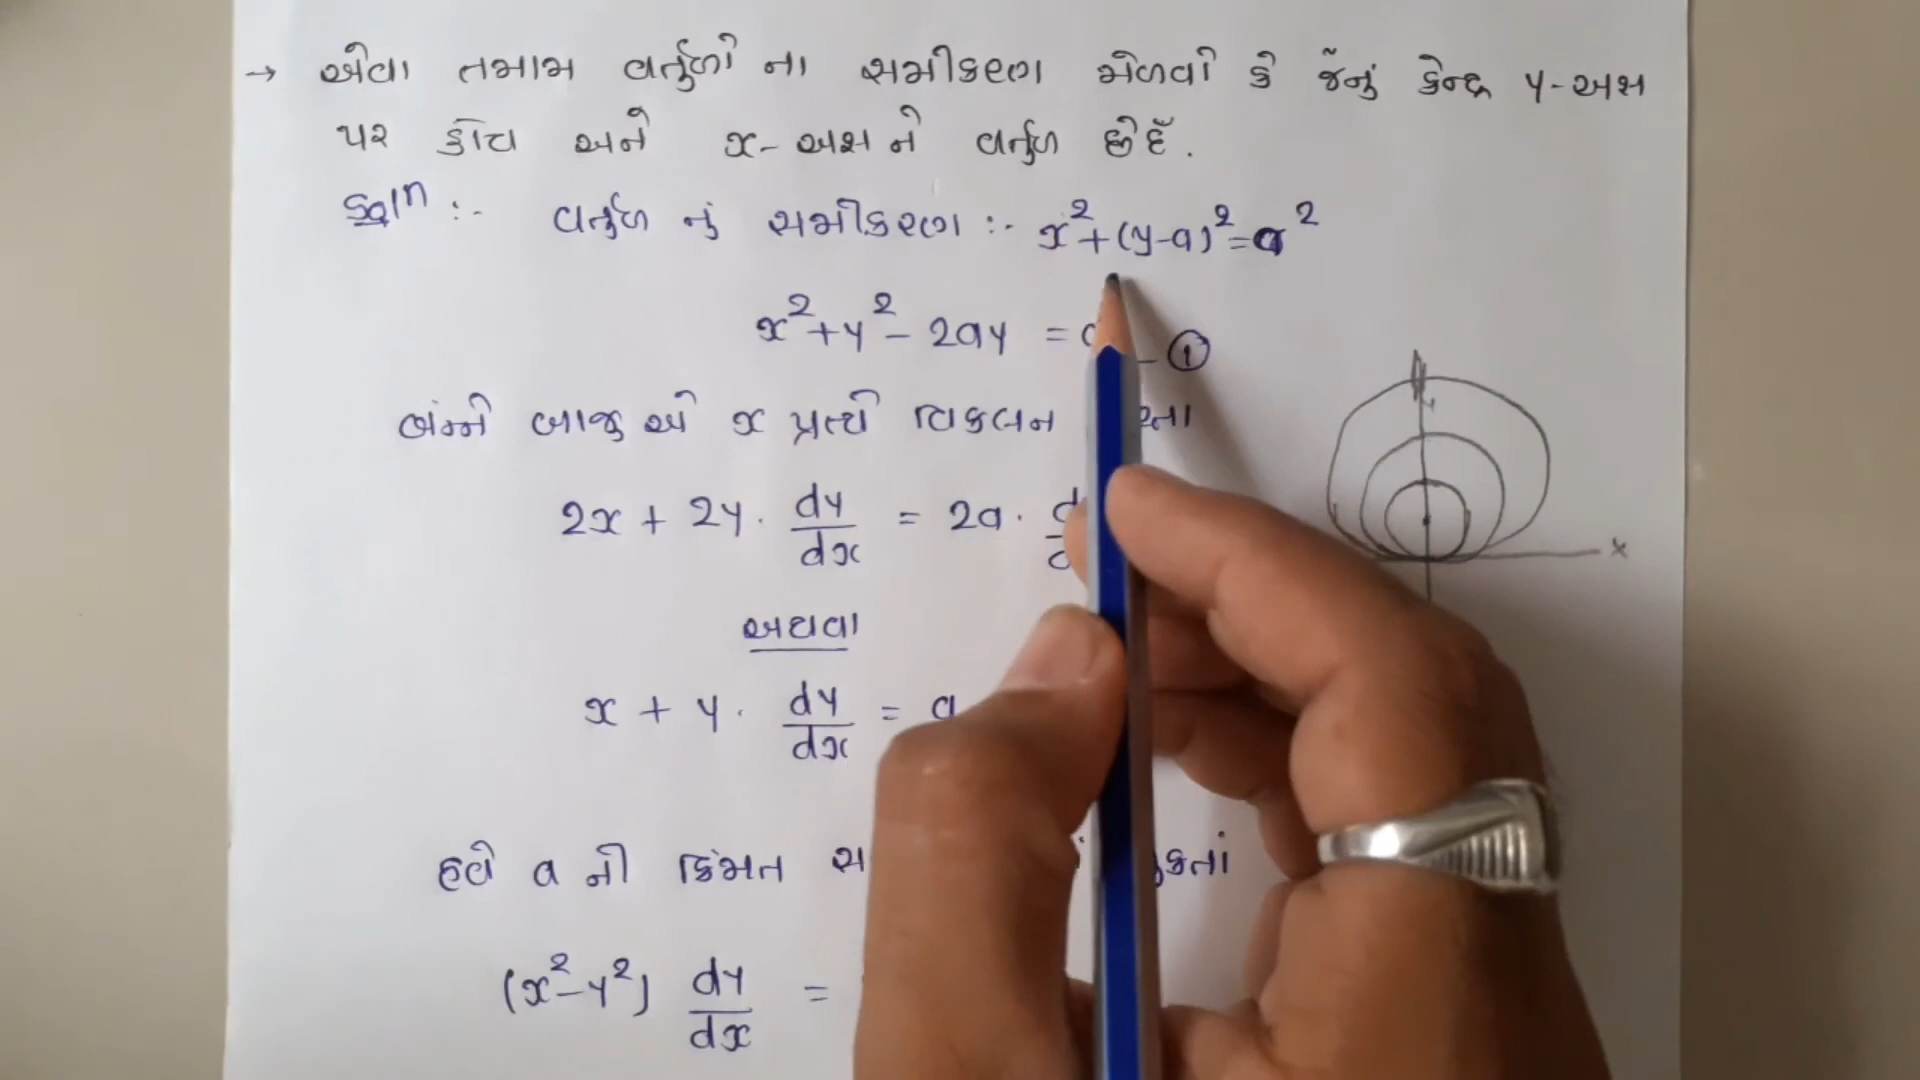 → એવા તમામ વર્તુળો ના સમીકરણ મેળવો કે જેનું કેન્દ્ર y-અક્ષ
પર હોય અને x-અક્ષ ને વર્તુળ છેદે.
Solⁿ :- વર્તુળ નું સમીકરણ :- x² + (y-a)² = a²
x² + y² - 2ay = 0 - ①
બંન્ને બાજુ એ x પ્રત્યે વિકલન
2x + 2y · dy/dx = 2a ·
અથવા
x + y · dy/dx = a
હવે a ની કિંમત
(x² - y²) dy/dx =
y
x